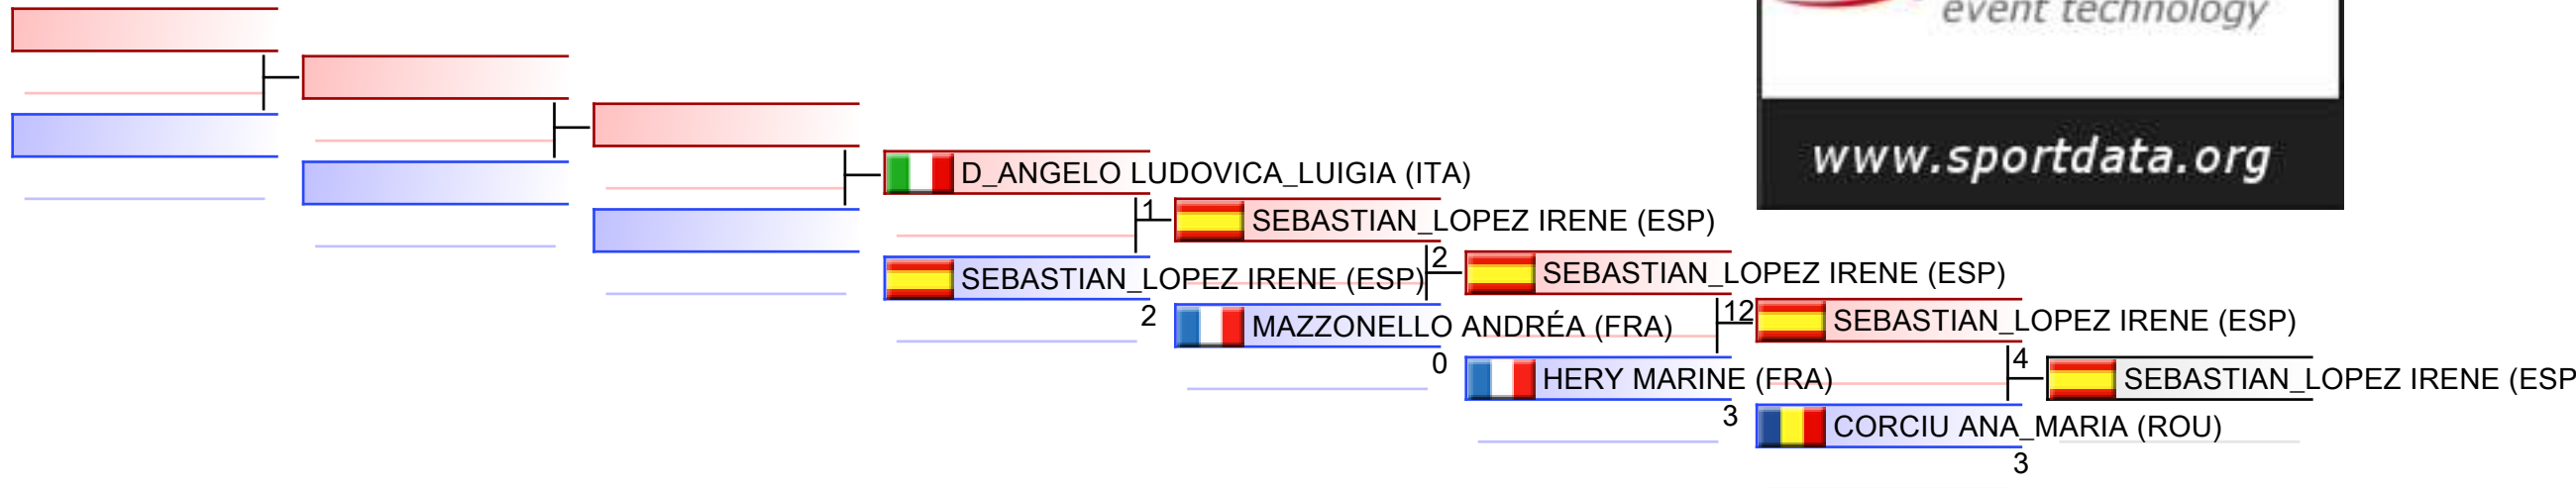 event technology
www.sportdata.org
D_ANGELO LUDOVICA_LUIGIA (ITA)
1
SEBASTIAN_LOPEZ IRENE (ESP)
SEBASTIAN_LOPEZ IRENE (ESP)
2
2
SEBASTIAN_LOPEZ IRENE (ESP)
MAZZONELLO ANDRÉA (FRA)
0
12
SEBASTIAN_LOPEZ IRENE (ESP)
HERY MARINE (FRA)
3
4
SEBASTIAN_LOPEZ IRENE (ESP
CORCIU ANA_MARIA (ROU)
3